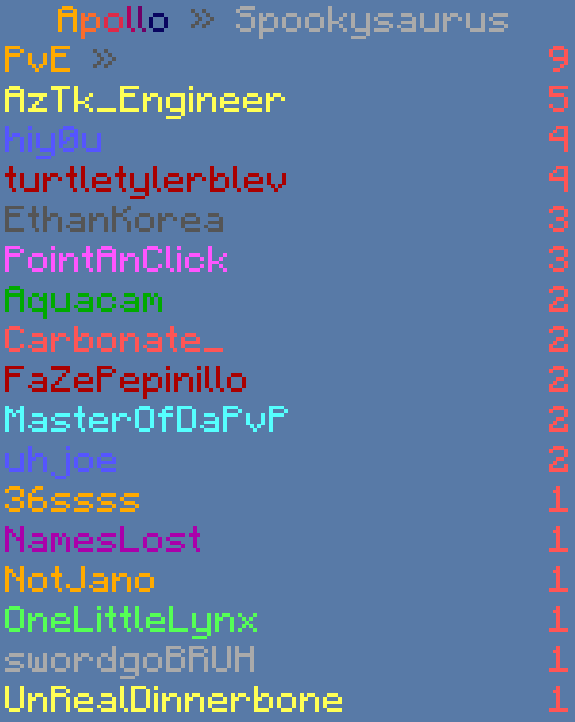 Apollo » Spookysaurus
PvE » 9
AzTk_Engineer 5
hiy0u 4
turtletylerblev 4
EthanKorea 3
PointAnClick 3
Aquacam 2
Carbonate_ 2
FaZePepinillo 2
MasterOfDaPvP 2
uh_joe 2
36ssss 1
NamesLost 1
NotJano 1
OneLittleLynx 1
swordgoBRUH 1
UnRealDinnerbone 1